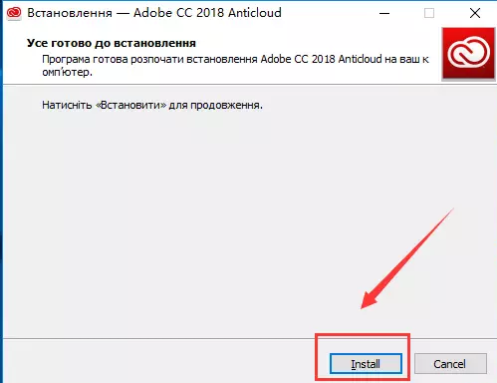 Встановлення — Adobe CC 2018 Anticloud
Усе готово до встановлення
Програма готова розпочати встановлення Adobe CC 2018 Anticloud на ваш к
омп'ютер.
Натисніть «Встановити» для продовження.
Install
Cancel